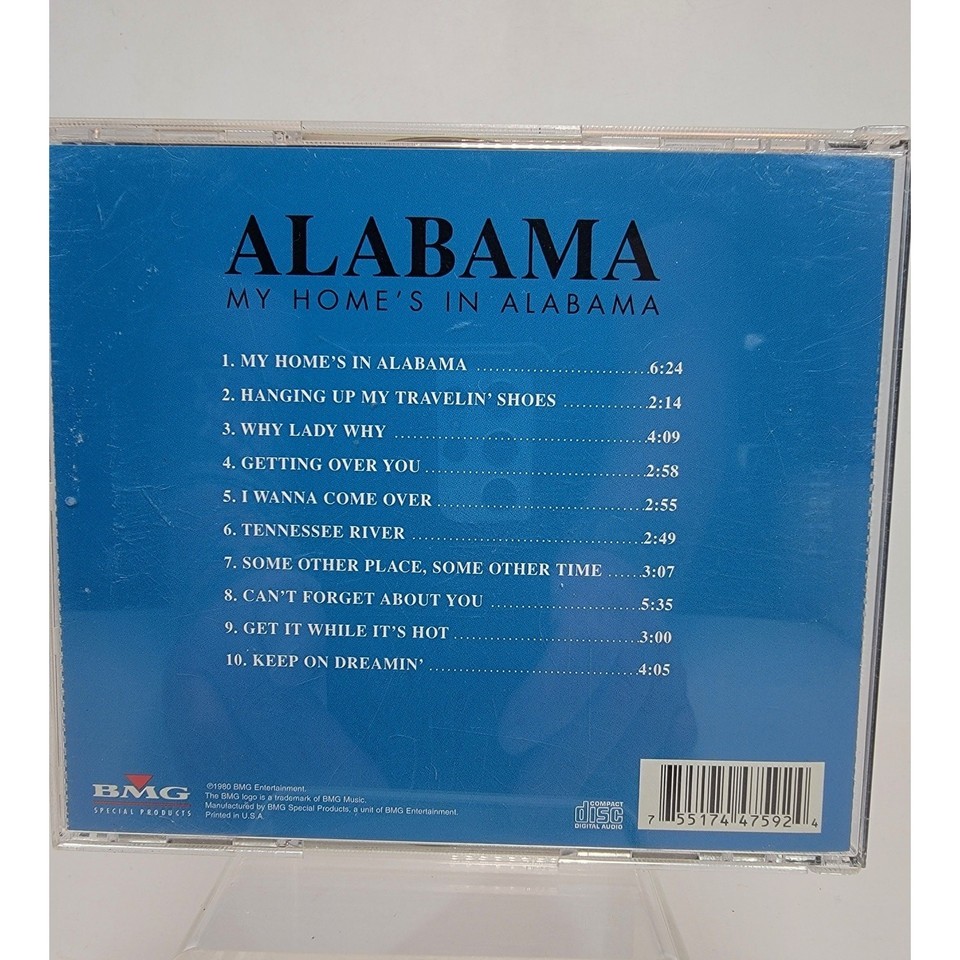 ALABAMA
MY HOME'S IN ALABAMA
1. MY HOME'S IN ALABAMA ........................ 6:24
2. HANGING UP MY TRAVELIN' SHOES ............ 2:14
3. WHY LADY WHY .................................... 4:09
4. GETTING OVER YOU ............................... 2:58
5. I WANNA COME OVER .............................. 2:55
6. TENNESSEE RIVER ................................. 2:49
7. SOME OTHER PLACE, SOME OTHER TIME ...... 3:07
8. CAN'T FORGET ABOUT YOU ...................... 5:35
9. GET IT WHILE IT'S HOT .......................... 3:00
10. KEEP ON DREAMIN' .............................. 4:05
BMG
SPECIAL PRODUCTS
℗1980 BMG Entertainment.
The BMG logo is a trademark of BMG Music.
Manufactured by BMG Special Products, a unit of BMG Entertainment.
Printed in U.S.A.
COMPACT
disc
DIGITAL AUDIO
7 55174 47592 4